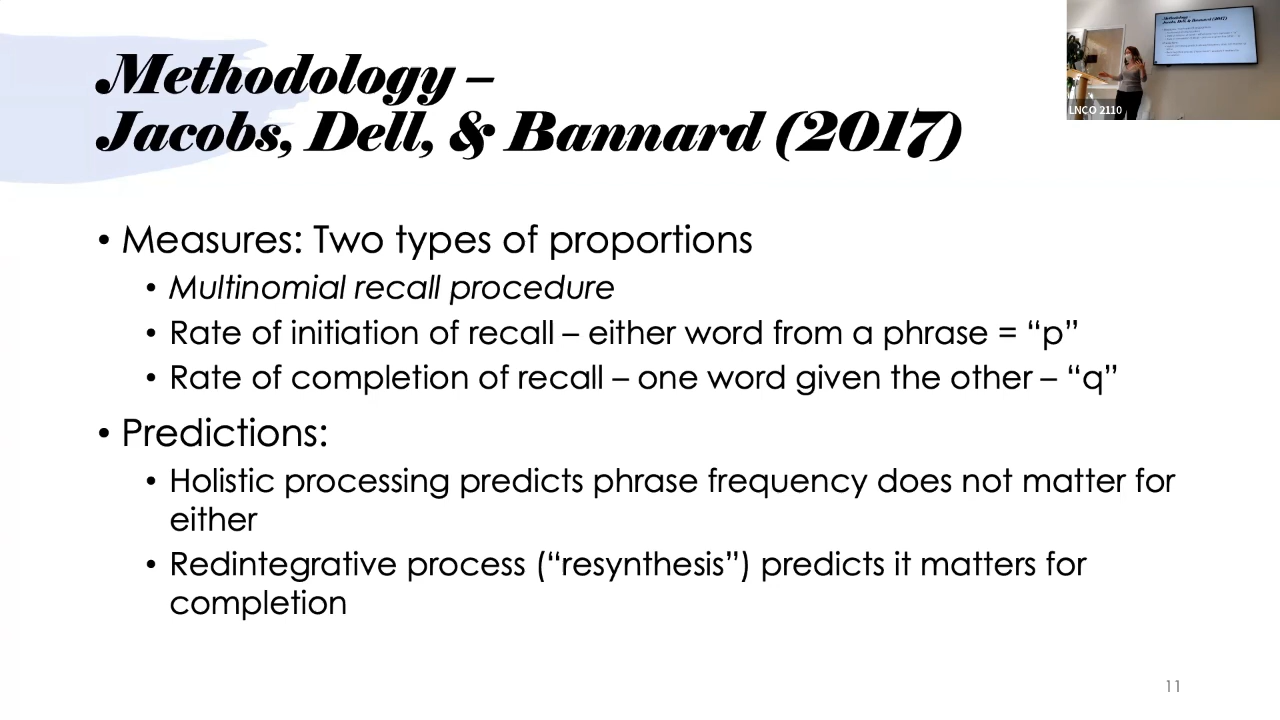 Methodology –
Jacobs, Dell, & Bannard (2017)
LNCO 2110
• Measures: Two types of proportions
• Multinomial recall procedure
• Rate of initiation of recall – either word from a phrase = “p”
• Rate of completion of recall – one word given the other – “q”
• Predictions:
• Holistic processing predicts phrase frequency does not matter for
either
• Redintegrative process (“resynthesis”) predicts it matters for
completion
11